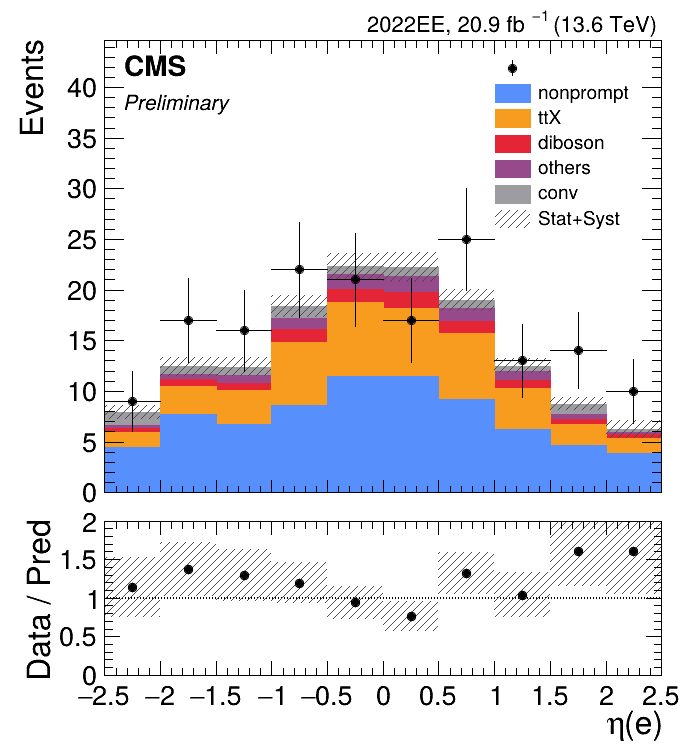 2022EE, 20.9 fb⁻¹ (13.6 TeV)
CMS
Preliminary
nonprompt
ttX
diboson
others
conv
Stat+Syst
Events
40
35
30
25
20
15
10
5
0
Data / Pred
2
1.5
1
0.5
0
−2.5 −2 −1.5 −1 −0.5 0 0.5 1 1.5 2 2.5
η(e)